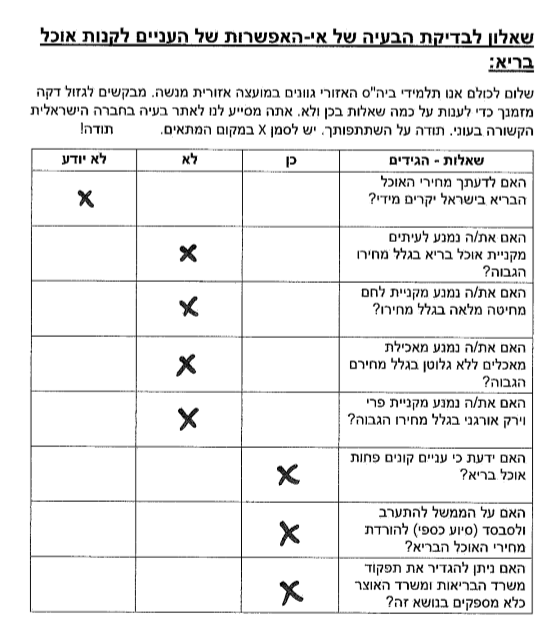 שאלון לבדיקת הבעיה של אי-האפשרות של העניים לקנות אוכל
בריא:
שלום לכולם אנו תלמידי ביה"ס האזורי גוונים במועצה אזורית מנשה. מבקשים לגזול דקה
מזמנך כדי לענות על כמה שאלות בכן ולא. אתה מסייע לנו לאתר בעיה בחברה הישראלית
הקשורה בעוני. תודה על השתתפותך. יש לסמן X במקום המתאים. תודה!
שאלות - הגידים כן לא לא יודע
האם לדעתך מחירי האוכל
הבריא בישראל יקרים מידי? X
האם את/ה נמנע לעיתים
מקניית אוכל בריא בגלל מחירו X
הגבוה?
האם את/ה נמנע מקניית לחם
מחיטה מלאה בגלל מחירו? X
האם את/ה נמנע מאכילת
מאכלים ללא גלוטן בגלל מחירם X
הגבוה?
האם את/ה נמנע מקניית פרי
וירק אורגני בגלל מחירו הגבוה? X
האם ידעת כי עניים קונים פחות
אוכל בריא? X
האם על הממשל להתערב
ולסבסד (סיוע כספי) להורדת X
מחירי האוכל הבריא?
האם ניתן להגדיר את תפקוד
משרד הבריאות ומשרד האוצר X
כלא מספקים בנושא זה?